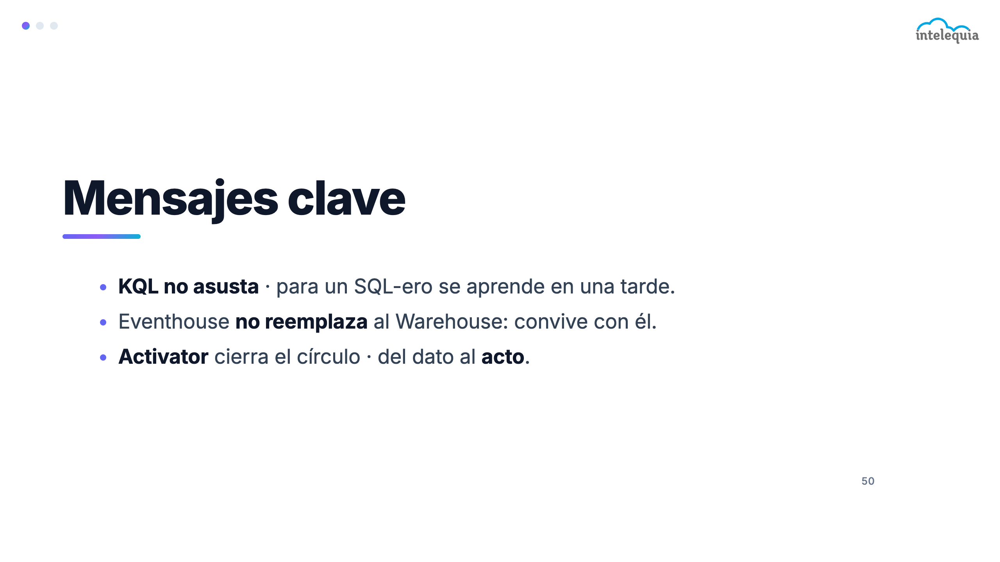 intelequia
Mensajes clave
• KQL no asusta · para un SQL-ero se aprende en una tarde.
• Eventhouse no reemplaza al Warehouse: convive con él.
• Activator cierra el círculo · del dato al acto.
50